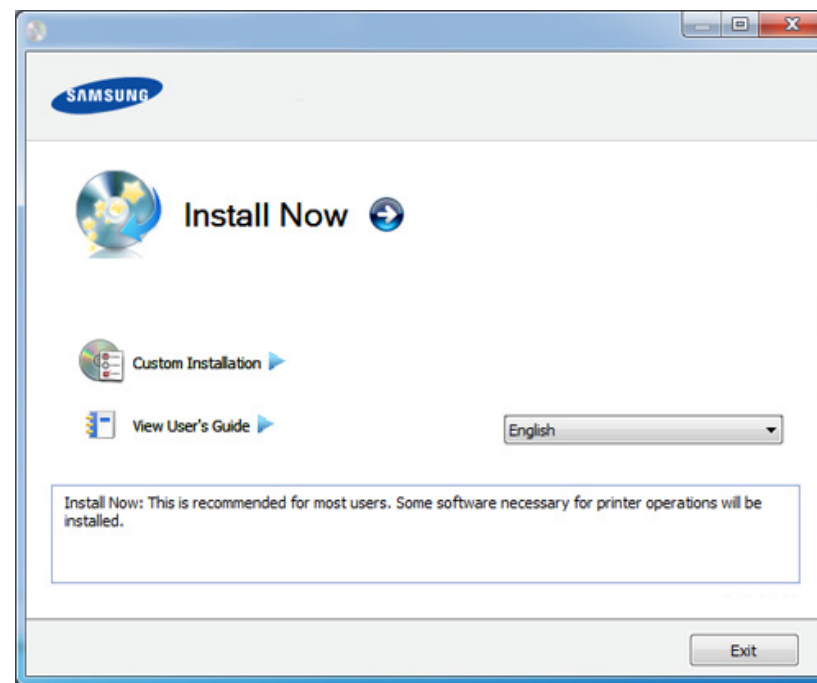 SAMSUNG
Install Now
Custom Installation
View User's Guide
English
Install Now: This is recommended for most users. Some software necessary for printer operations will be
installed.
Exit